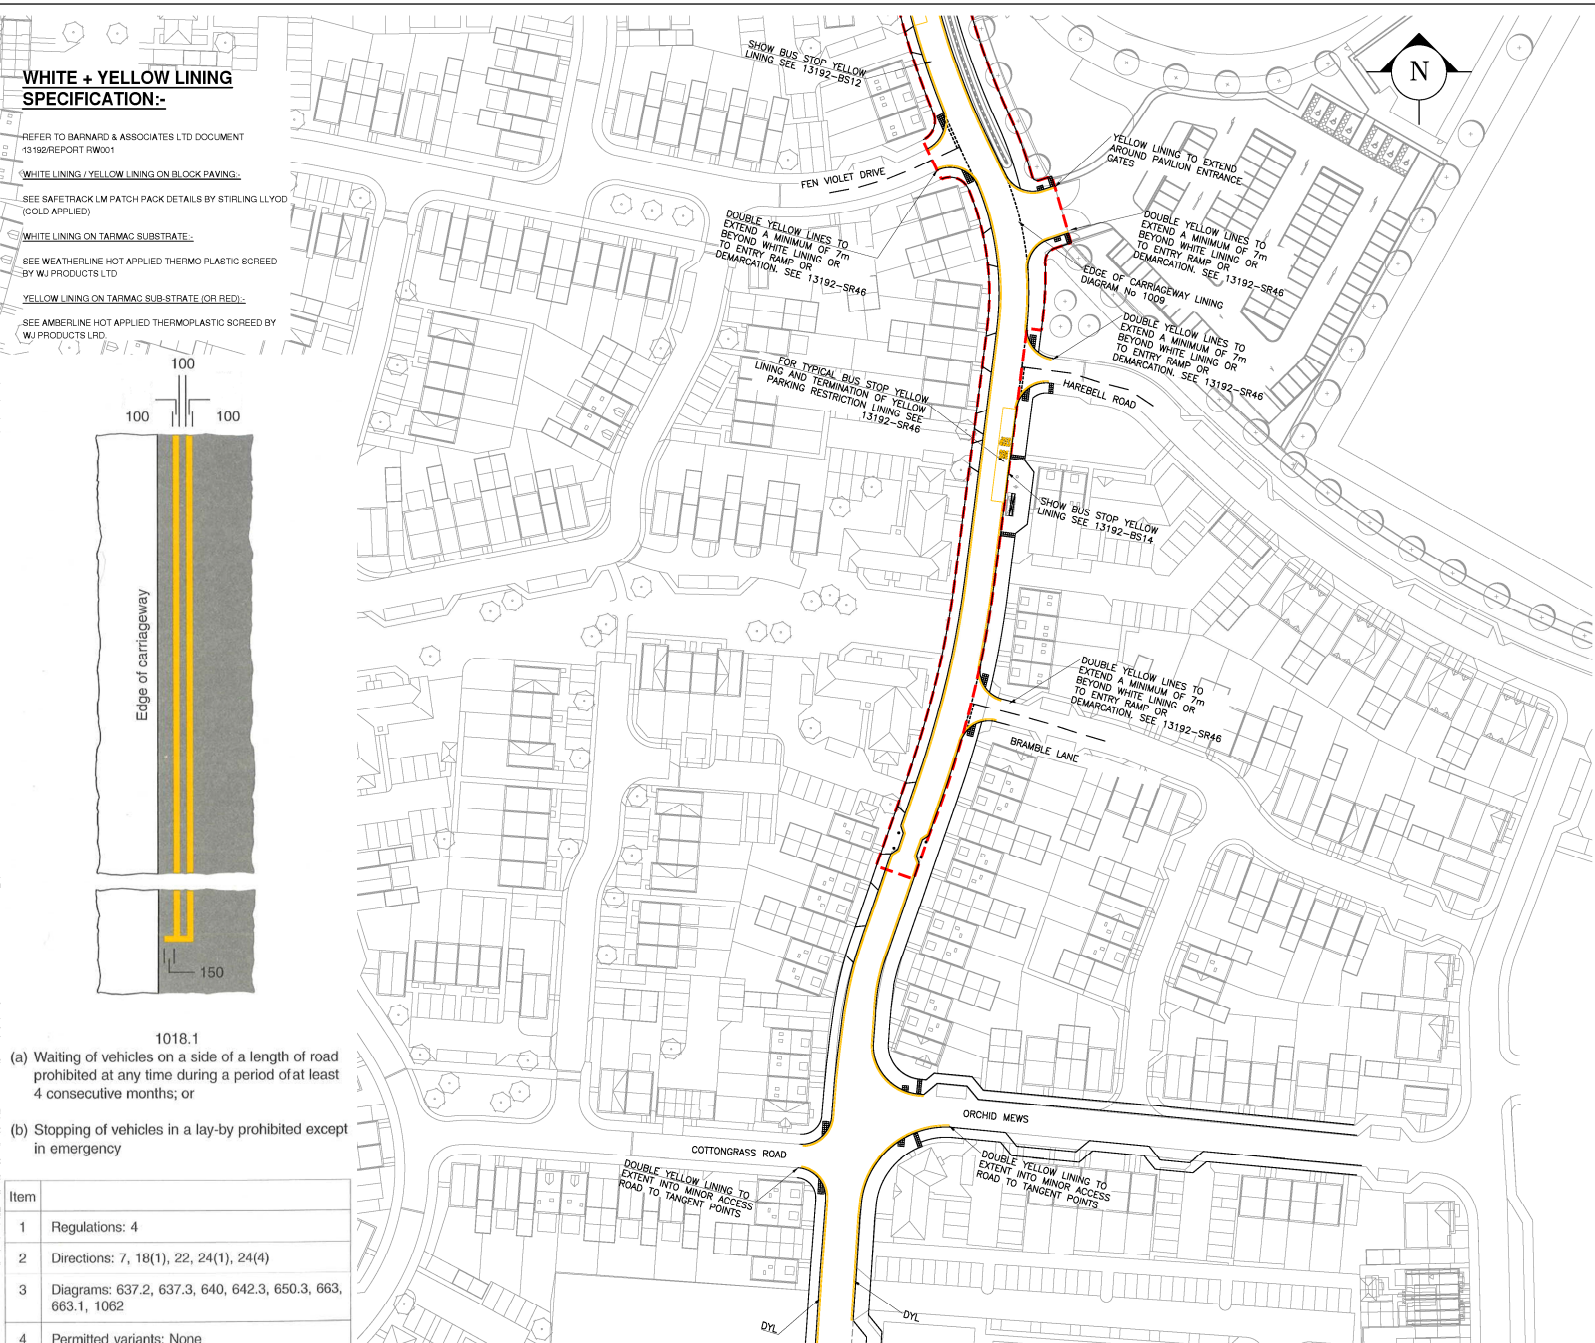 WHITE + YELLOW LINING
SPECIFICATION:-
REFER TO BARNARD & ASSOCIATES LTD DOCUMENT
13192/REPORT RW001
WHITE LINING / YELLOW LINING ON BLOCK PAVING:-
SEE SAFETRACK LM PATCH PACK DETAILS BY STIRLING LLYOD
(COLD APPLIED)
WHITE LINING ON TARMAC SUBSTRATE:-
SEE WEATHERLINE HOT APPLIED THERMO PLASTIC SCREED
BY WJ PRODUCTS LTD
YELLOW LINING ON TARMAC SUB-STRATE (OR RED):-
SEE AMBERLINE HOT APPLIED THERMOPLASTIC SCREED BY
WJ PRODUCTS LRD.
100
100
100
Edge of carriageway
150
1018.1
(a) Waiting of vehicles on a side of a length of road
prohibited at any time during a period of at least
4 consecutive months; or
(b) Stopping of vehicles in a lay-by prohibited except
in emergency
Item
1 Regulations: 4
2 Directions: 7, 18(1), 22, 24(1), 24(4)
3 Diagrams: 637.2, 637.3, 640, 642.3, 650.3, 663,
663.1, 1062
4 Permitted variants: None
SHOW BUS STOP YELLOW
LINING SEE 13192-BS12
N
YELLOW LINING TO EXTEND
AROUND PAVILION ENTRANCE
GATES
FEN VIOLET DRIVE
DOUBLE YELLOW LINES TO
EXTEND A MINIMUM OF 7m
BEYOND WHITE LINING OR
TO ENTRY RAMP OR
DEMARCATION. SEE 13192-SR46
DOUBLE YELLOW LINES TO
EXTEND A MINIMUM OF 7m
BEYOND WHITE LINING OR
TO ENTRY RAMP OR
DEMARCATION. SEE 13192-SR46
EDGE OF CARRIAGEWAY LINING
DIAGRAM No 1009
DOUBLE YELLOW LINES TO
EXTEND A MINIMUM OF 7m
BEYOND WHITE LINING OR
TO ENTRY RAMP OR
DEMARCATION. SEE 13192-SR46
FOR TYPICAL BUS STOP YELLOW
LINING AND TERMINATION OF YELLOW
PARKING RESTRICTION LINING SEE
13192-SR46
HAREBELL ROAD
SHOW BUS STOP YELLOW
LINING SEE 13192-BS14
DOUBLE YELLOW LINES TO
EXTEND A MINIMUM OF 7m
BEYOND WHITE LINING OR
TO ENTRY RAMP OR
DEMARCATION. SEE 13192-SR46
BRAMBLE LANE
ORCHID MEWS
COTTONGRASS ROAD
DOUBLE YELLOW LINING TO
EXTENT INTO MINOR ACCESS
ROAD TO TANGENT POINTS
DOUBLE YELLOW LINING TO
EXTENT INTO MINOR ACCESS
ROAD TO TANGENT POINTS
DYL
DYL